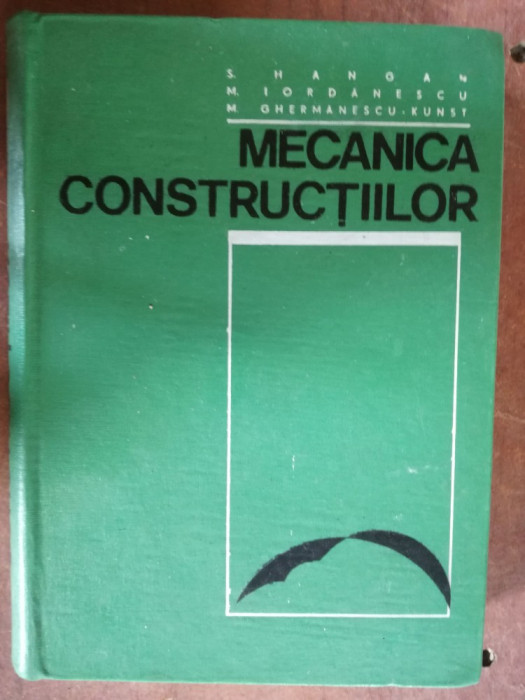 S. HANGAN
M. IORDĂNESCU
M. GHERMĂNESCU-KUNST
MECANICA
CONSTRUCȚIILOR